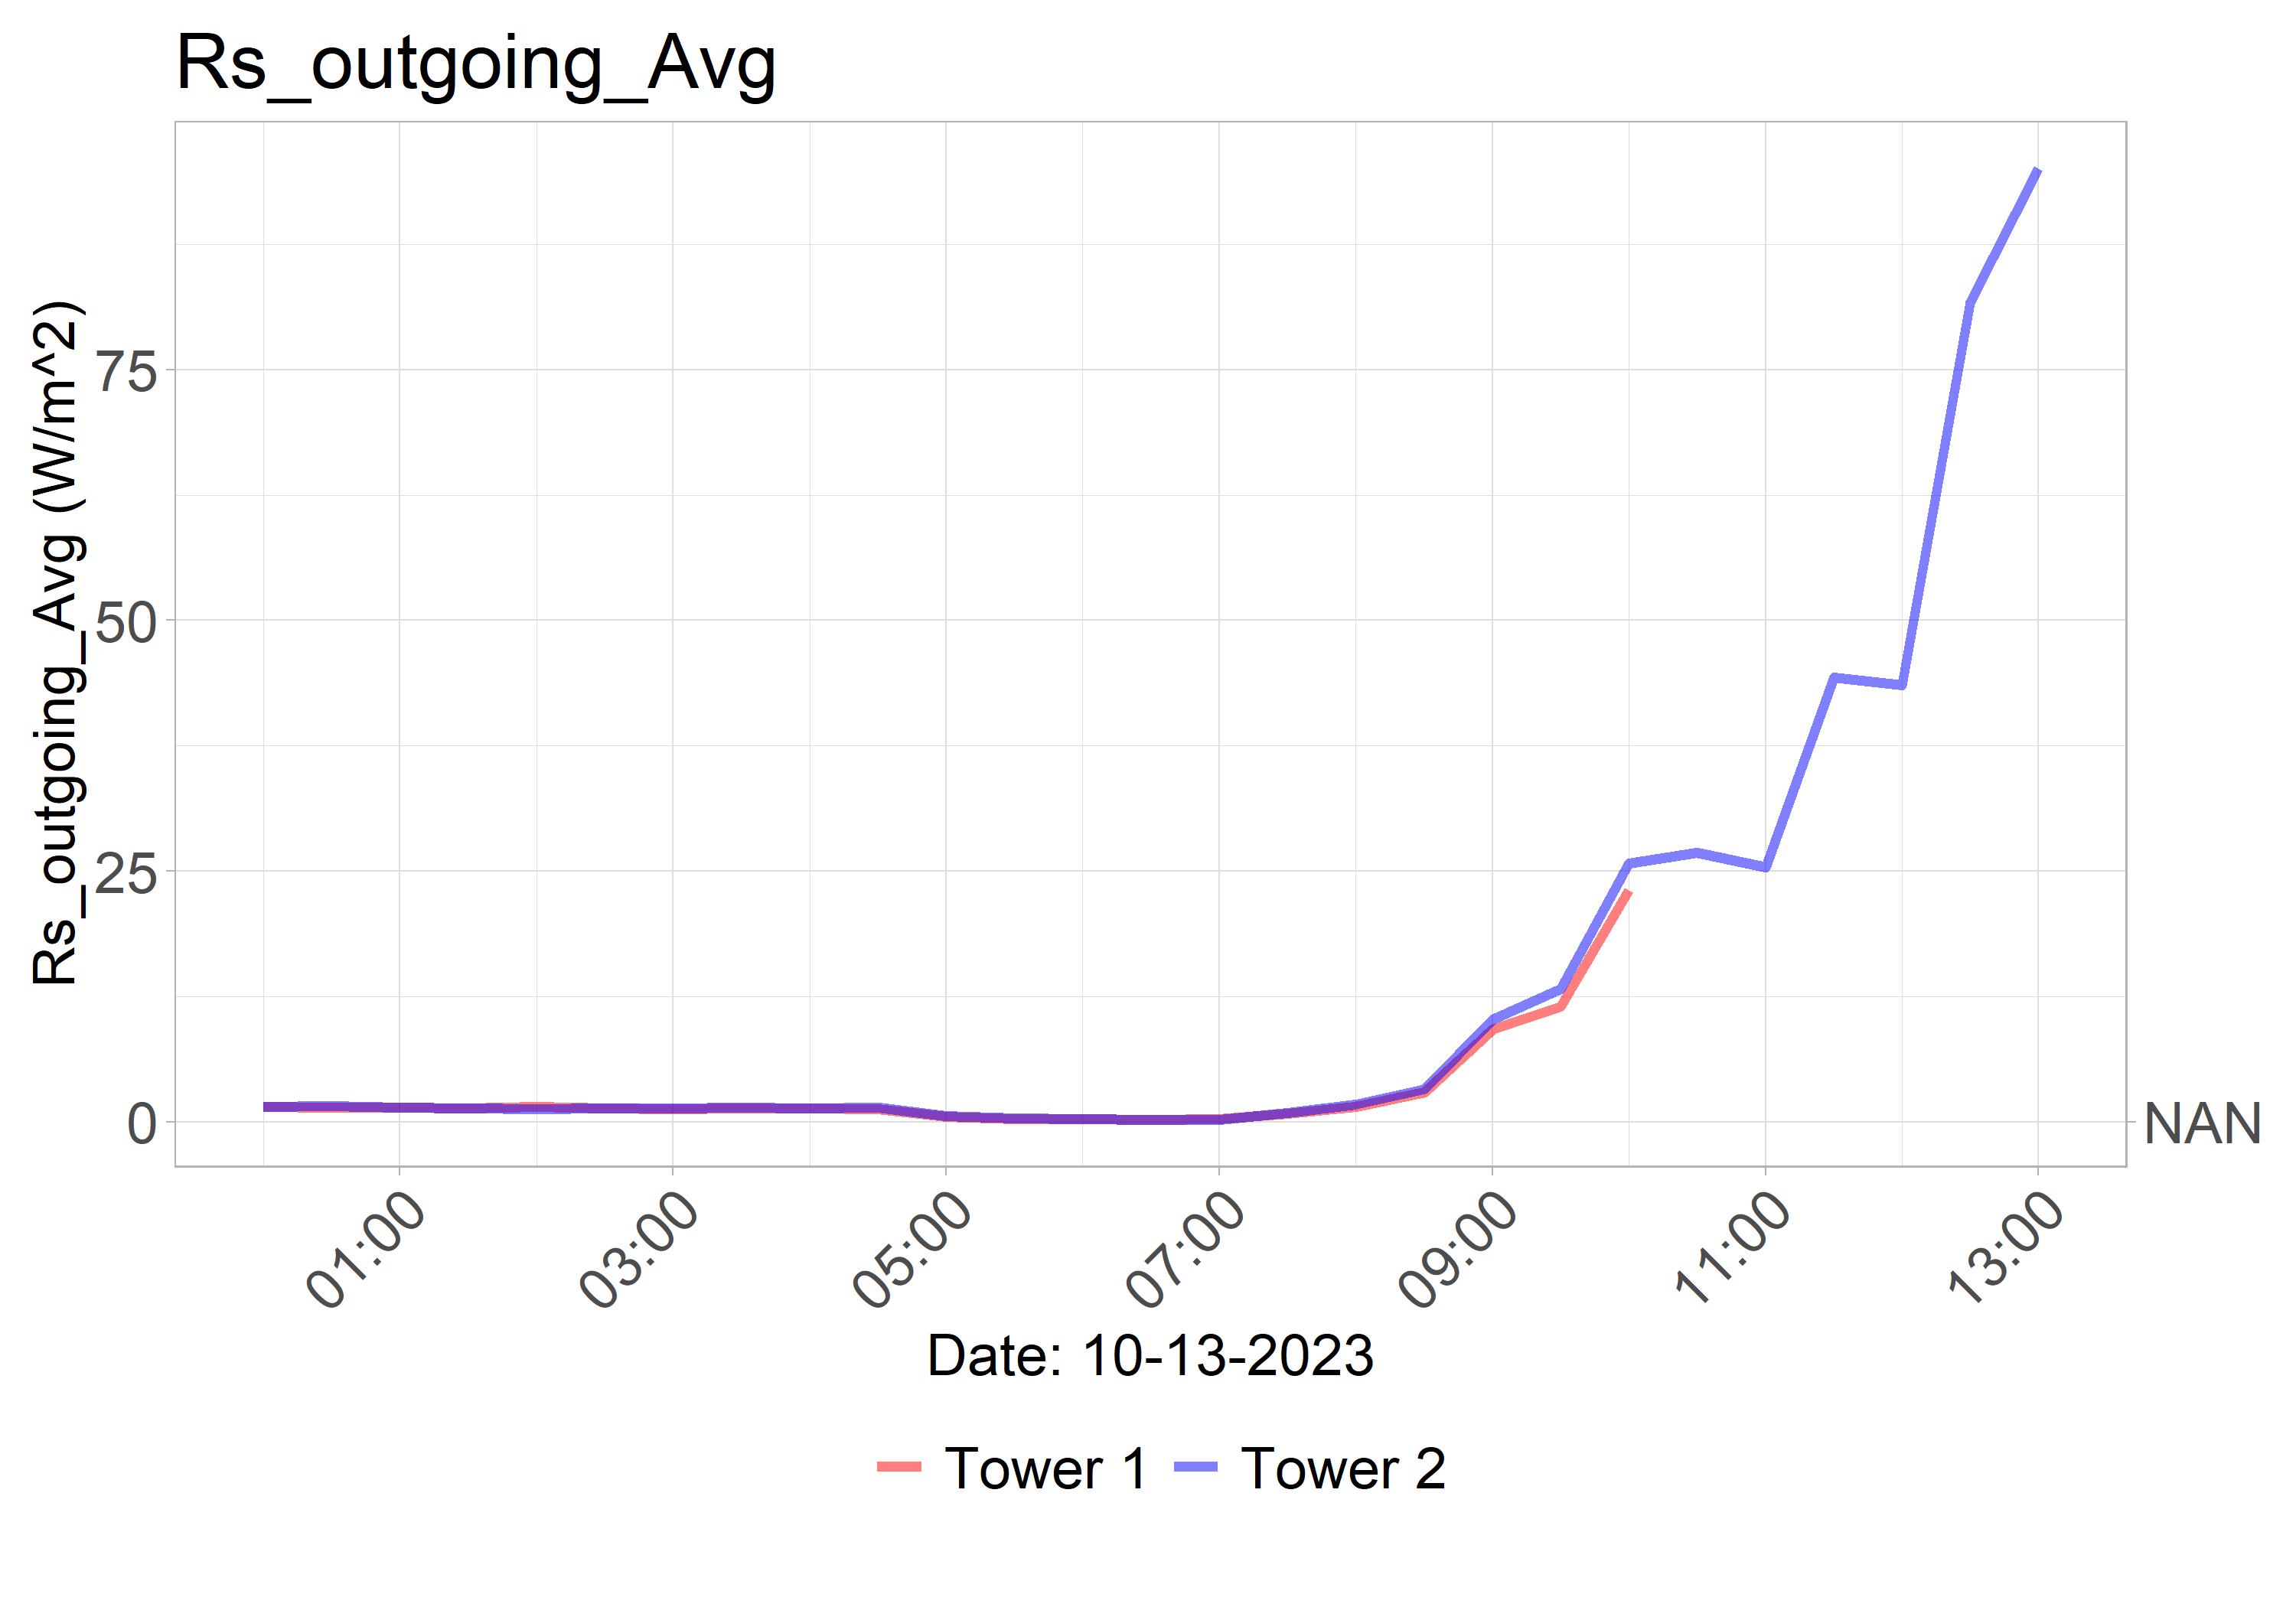 Rs_outgoing_Avg
Rs_outgoing_Avg (W/m^2)
75
50
25
0
NAN
01:00 03:00 05:00 07:00 09:00 11:00 13:00
Date: 10-13-2023
Tower 1 Tower 2